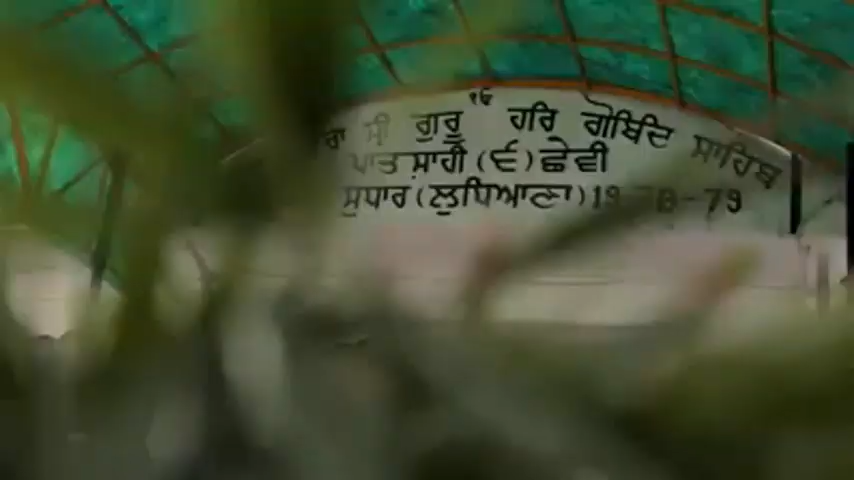 ੴ
ਸ੍ਰੀ ਗੁਰੂ ਹਰਿ ਗੋਬਿੰਦ ਸਾਹਿਬ
ਪਾਤਸ਼ਾਹੀ (੬) ਛੇਵੀਂ
ਸੁਧਾਰ (ਲੁਧਿਆਣਾ) 1978-79